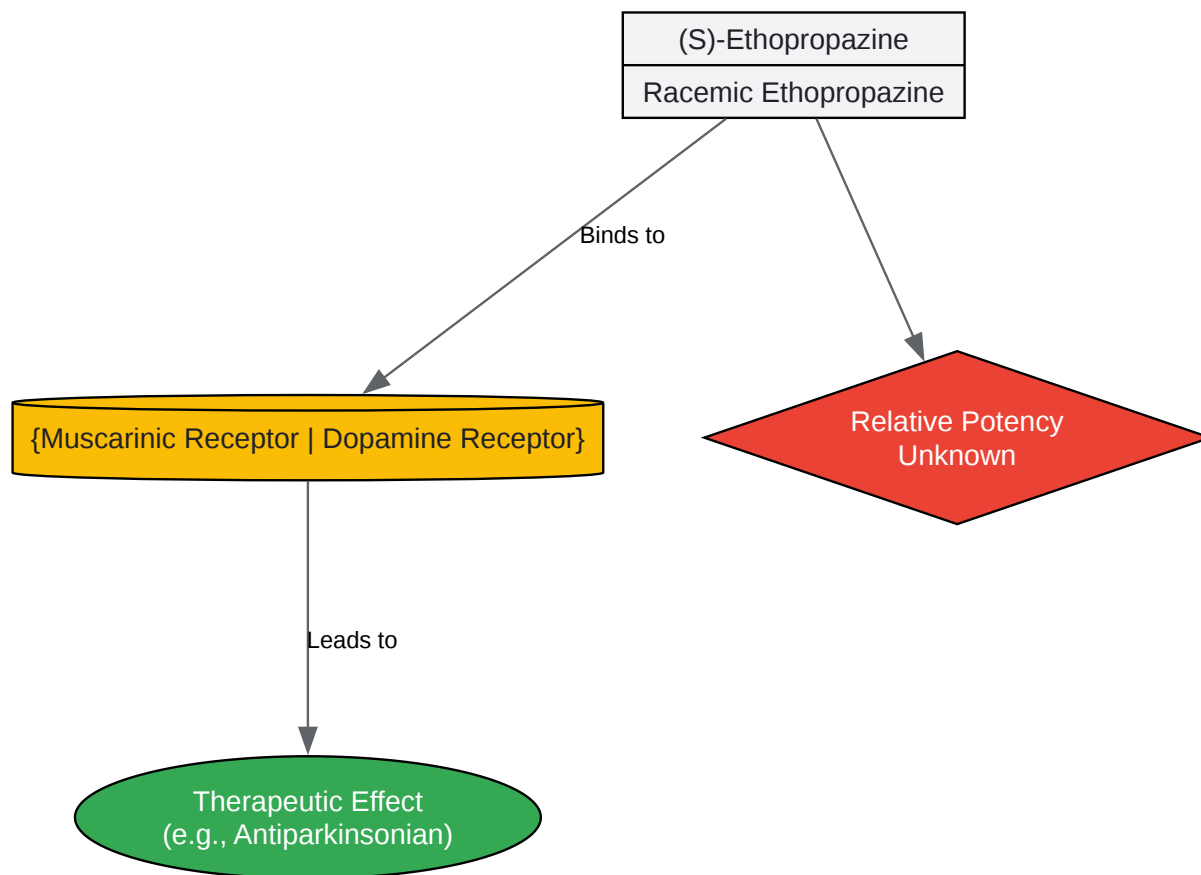 (S)-Ethopropazine
Racemic Ethopropazine
Binds to
{Muscarinic Receptor | Dopamine Receptor}
Relative Potency
Unknown
Leads to
Therapeutic Effect
(e.g., Antiparkinsonian)